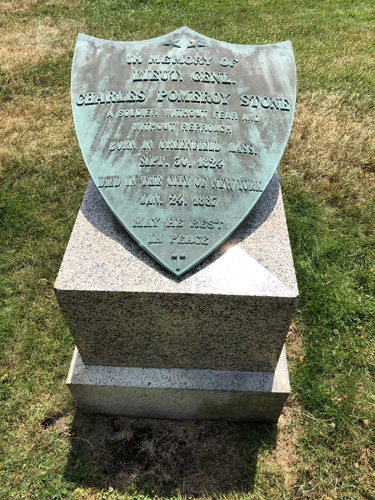 IN MEMORY OF
LIEUT. GENL.
CHARLES POMEROY STONE
A SOLDIER WITHOUT FEAR AND
WITHOUT REPROACH
BORN IN GREENFIELD MASS.
SEPT. 30. 1824
DIED IN THE CITY OF NEW YORK
JAN. 24. 1887
MAY HE REST
IN PEACE